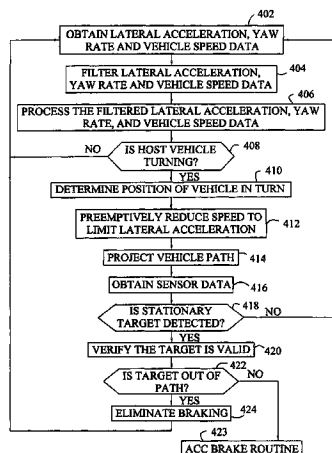 402
OBTAIN LATERAL ACCELERATION, YAW
RATE AND VEHICLE SPEED DATA
FILTER LATERAL ACCELERATION,
YAW RATE AND VEHICLE SPEED DATA
404
406
PROCESS THE FILTERED LATERAL ACCELERATION, YAW
RATE, AND VEHICLE SPEED DATA
NO
IS HOST VEHICLE
TURNING?
408
YES
410
DETERMINE POSITION OF VEHICLE IN TURN
PREEMPTIVELY REDUCE SPEED TO
LIMIT LATERAL ACCELERATION
412
PROJECT VEHICLE PATH
414
OBTAIN SENSOR DATA
416
418
IS STATIONARY
TARGET DETECTED?
NO
YES
VERIFY THE TARGET IS VALID
420
422
IS TARGET OUT OF
PATH?
NO
YES
ELIMINATE BRAKING
424
423
ACC BRAKE ROUTINE